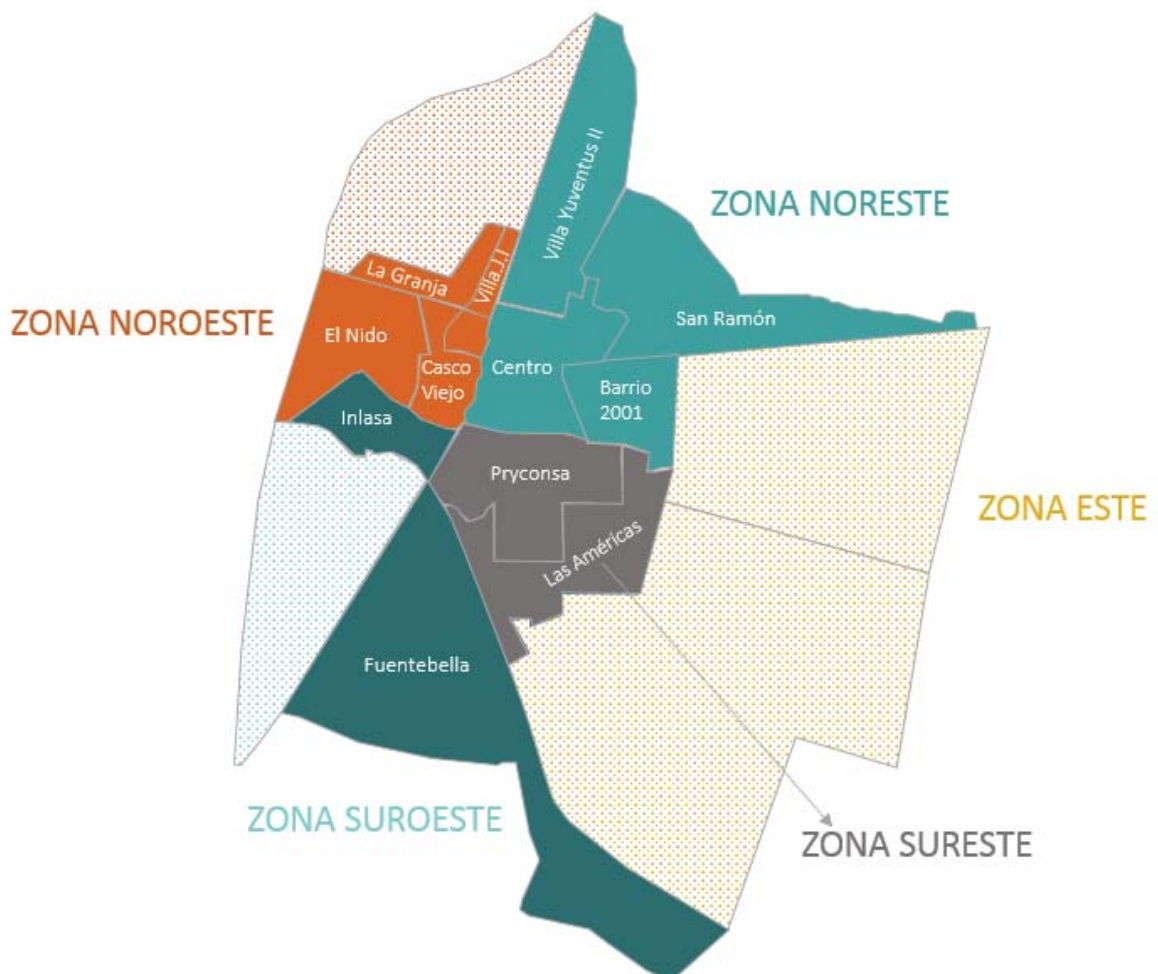 Villa Yuventus II
ZONA NORESTE
La Granja
Villa.J.I
ZONA NOROESTE
El Nido
San Ramón
Casco
Viejo
Centro
Barrio
2001
Inlasa
Pryconsa
ZONA ESTE
Las Américas
Fuentebella
ZONA SUROESTE
ZONA SURESTE